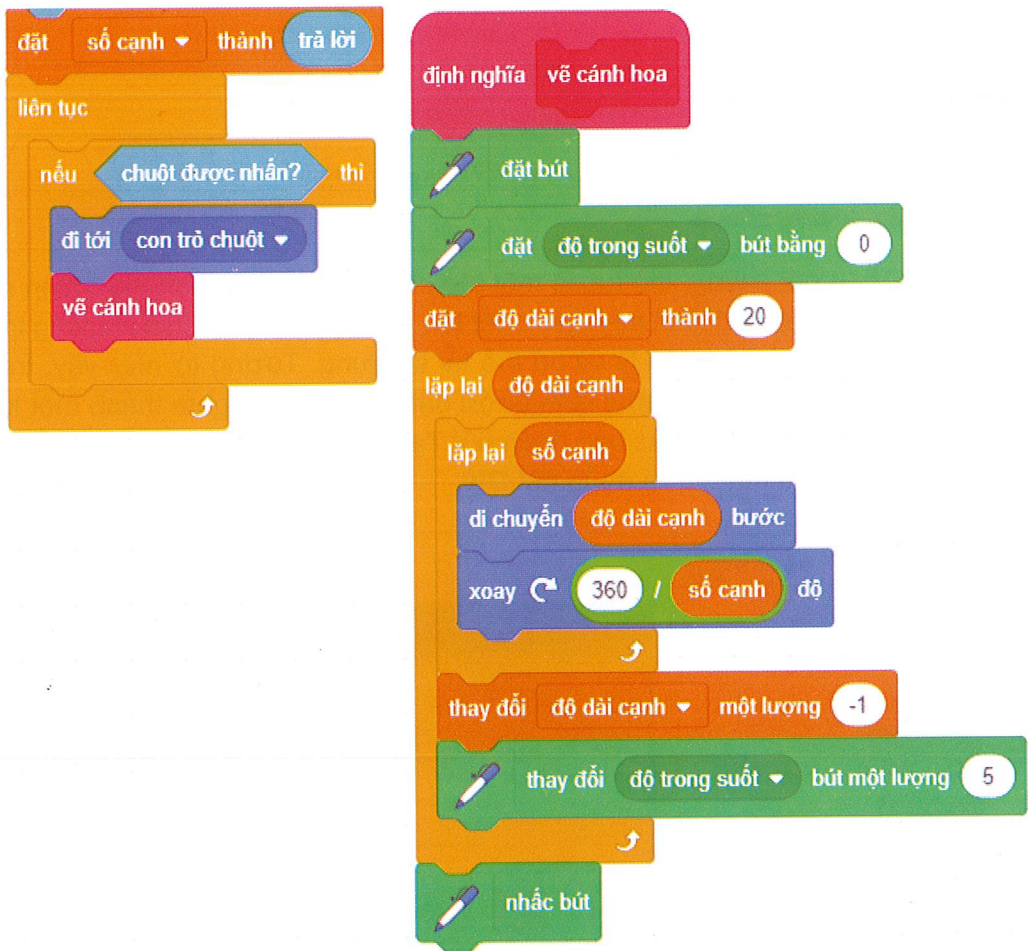 đặt số cạnh thành trả lời
liên tục
nếu chuột được nhấn? thì
đi tới con trỏ chuột
vẽ cánh hoa
định nghĩa vẽ cánh hoa
đặt bút
đặt độ trong suốt bút bằng 0
đặt độ dài cạnh thành 20
lặp lại độ dài cạnh
lặp lại số cạnh
di chuyển độ dài cạnh bước
xoay 360 / số cạnh độ
thay đổi độ dài cạnh một lượng -1
thay đổi độ trong suốt bút một lượng 5
nhấc bút